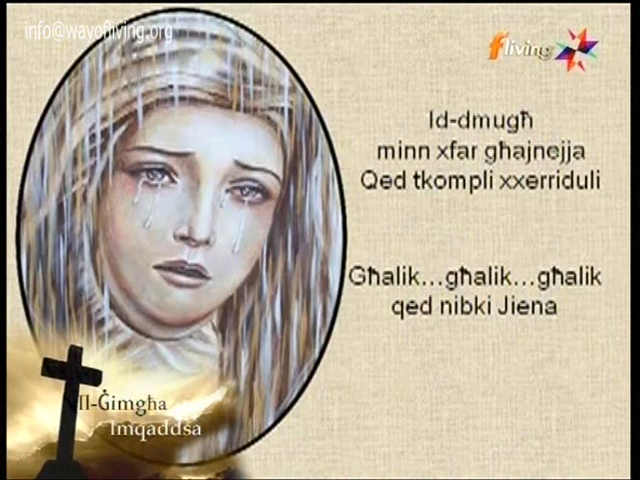 info@wayofliving.org
fliving
Id-dmugħ
minn xfar għajnejja
Qed tkompli xxerriduli
Għalik...għalik...għalik
qed nibki Jiena
Il-Ġimgħa
Imqaddsa